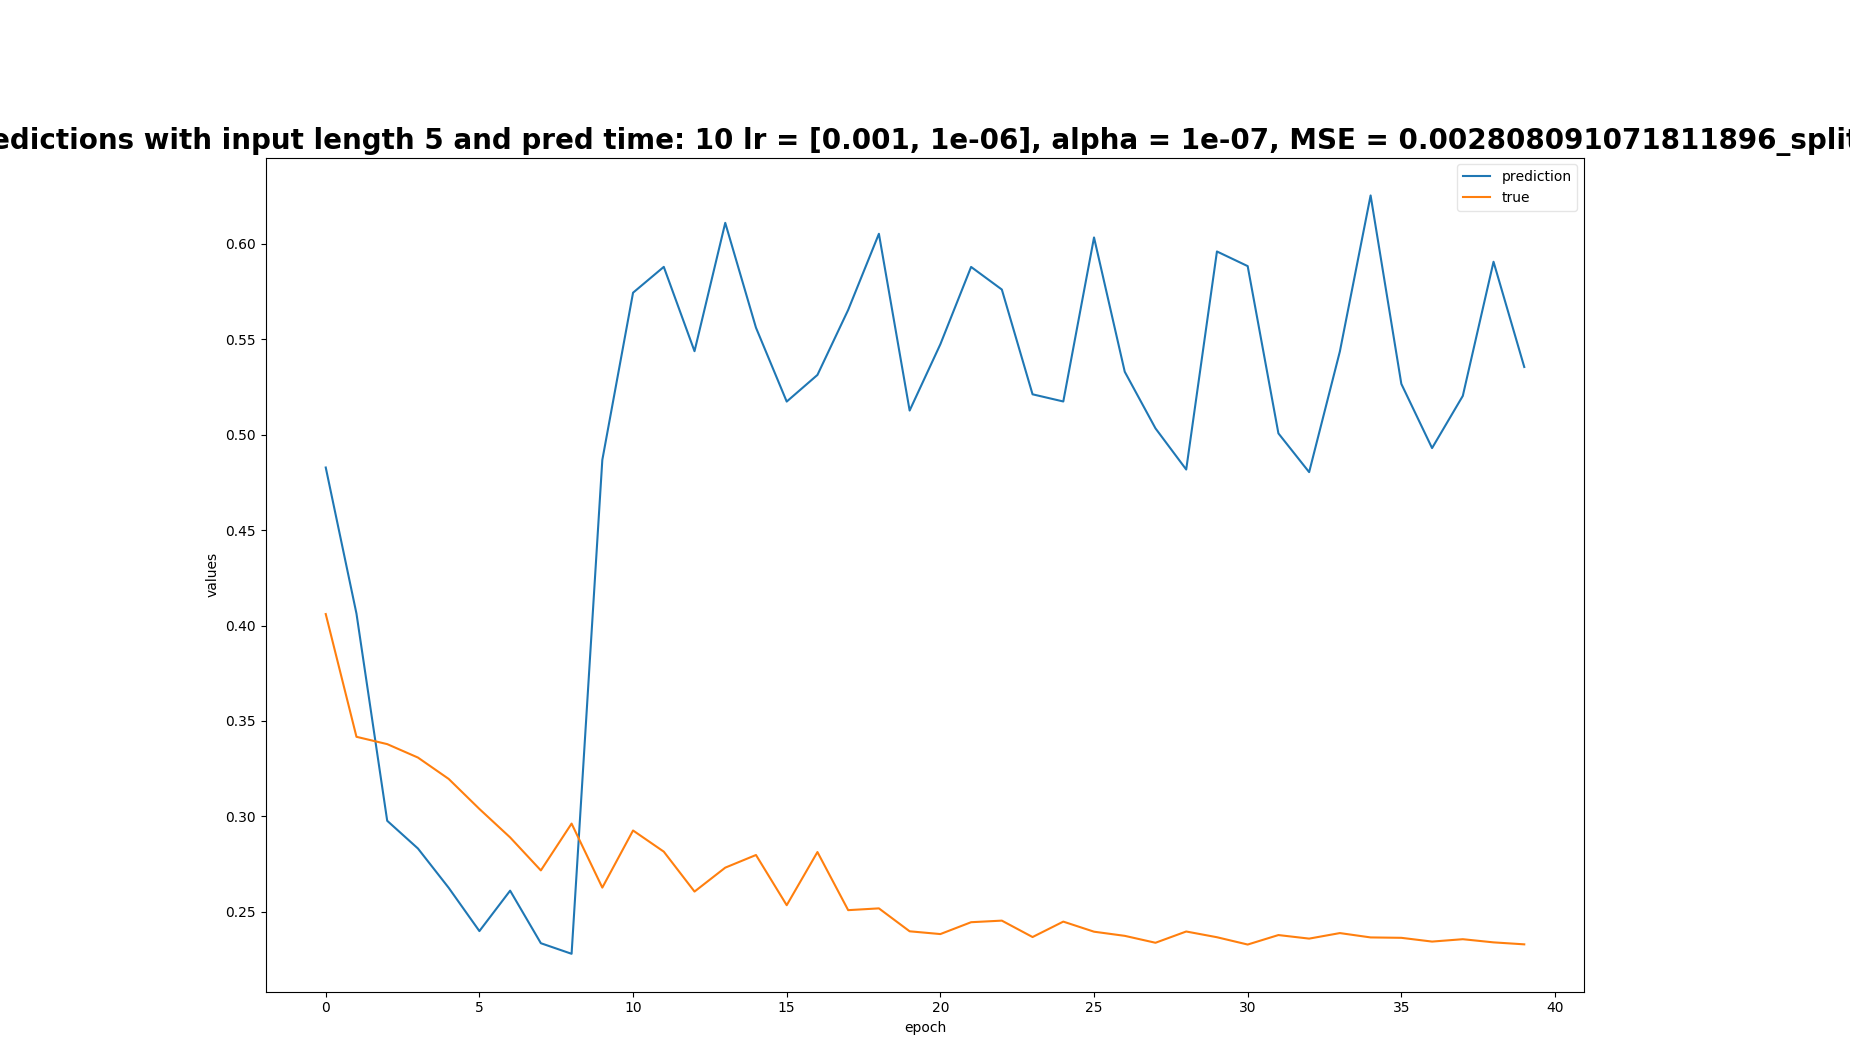 edictions with input length 5 and pred time: 10 lr = [0.001, 1e-06], alpha = 1e-07, MSE = 0.002808091071811896_split
prediction
true
0.60
0.55
0.50
0.45
0.40
0.35
0.30
0.25
values
0 5 10 15 20 25 30 35 40
epoch